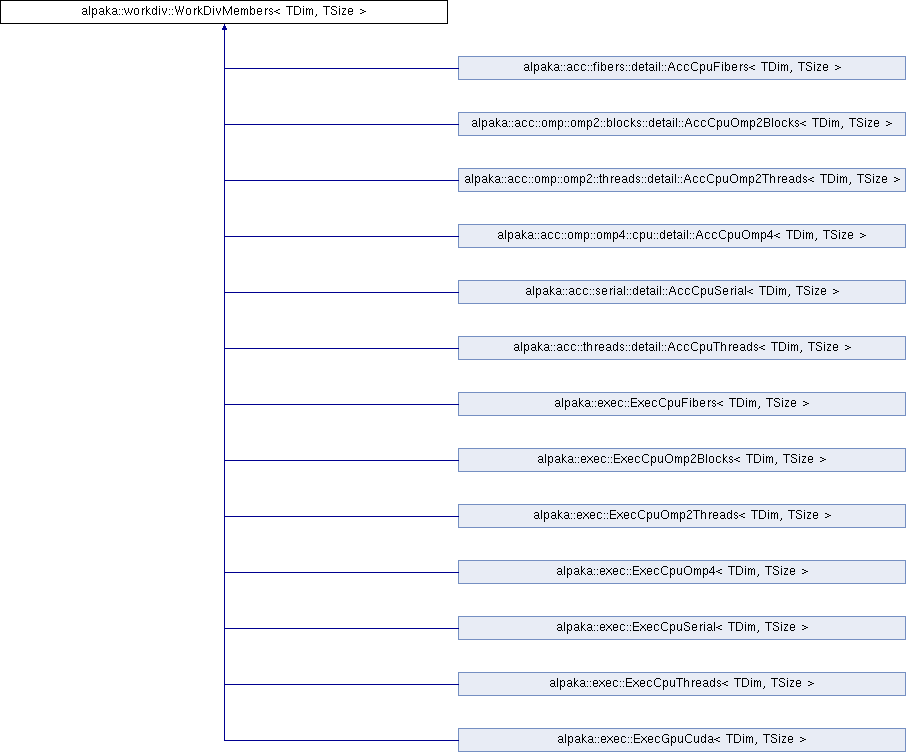 alpaka::workdiv::WorkDivMembers< TDim, TSize >
alpaka::acc::fibers::detail::AccCpuFibers< TDim, TSize >
alpaka::acc::omp::omp2::blocks::detail::AccCpuOmp2Blocks< TDim, TSize >
alpaka::acc::omp::omp2::threads::detail::AccCpuOmp2Threads< TDim, TSize >
alpaka::acc::omp::omp4::cpu::detail::AccCpuOmp4< TDim, TSize >
alpaka::acc::serial::detail::AccCpuSerial< TDim, TSize >
alpaka::acc::threads::detail::AccCpuThreads< TDim, TSize >
alpaka::exec::ExecCpuFibers< TDim, TSize >
alpaka::exec::ExecCpuOmp2Blocks< TDim, TSize >
alpaka::exec::ExecCpuOmp2Threads< TDim, TSize >
alpaka::exec::ExecCpuOmp4< TDim, TSize >
alpaka::exec::ExecCpuSerial< TDim, TSize >
alpaka::exec::ExecCpuThreads< TDim, TSize >
alpaka::exec::ExecGpuCuda< TDim, TSize >